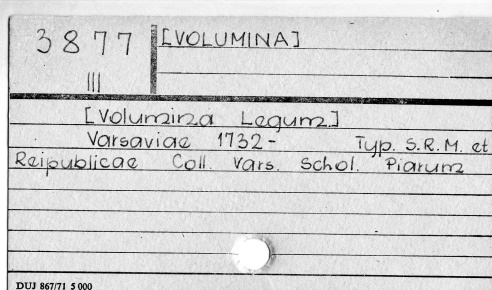 3877 [VOLUMINA]
III
[Volumina Legum]
Varsaviae 1732- Typ. S.R.M. et
Reipublicae Coll. Vars. Schol. Piarum
DUJ 867/71 5 000